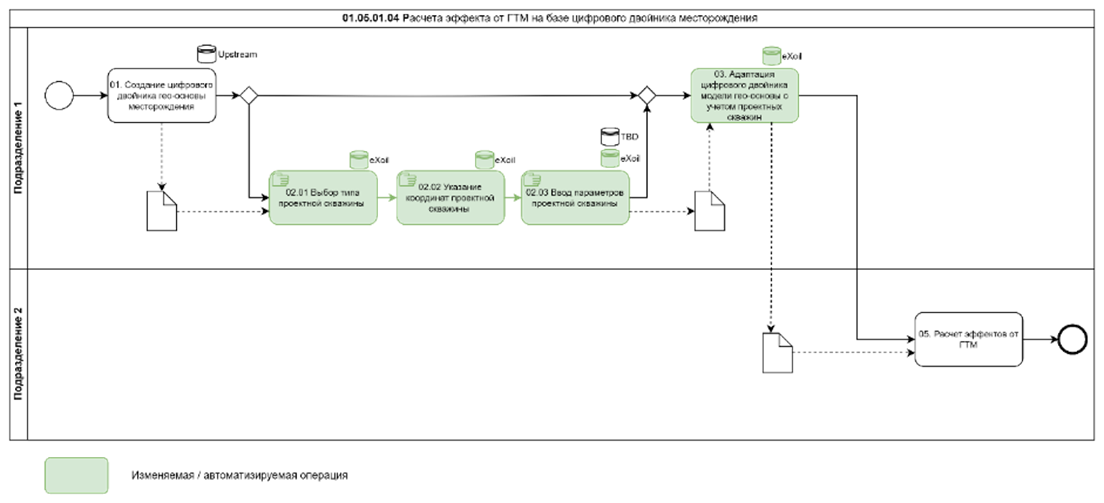 01.05.01.04 Расчета эффекта от ГТМ на базе цифрового двойника месторождения
Подразделение 1
Upstream
01. Создание цифрового
двойника гео-основы
месторождения
eXoil
03. Адаптация
цифрового двойника
модели гео-основы с
учетом проектных
скважин
eXoil
02.01 Выбор типа
проектной скважины
eXoil
02.02 Указание
координат проектной
скважины
TBD
eXoil
02.03 Ввод параметров
проектной скважины
Подразделение 2
05. Расчет эффектов от
ГТМ
Изменяемая / автоматизируемая операция